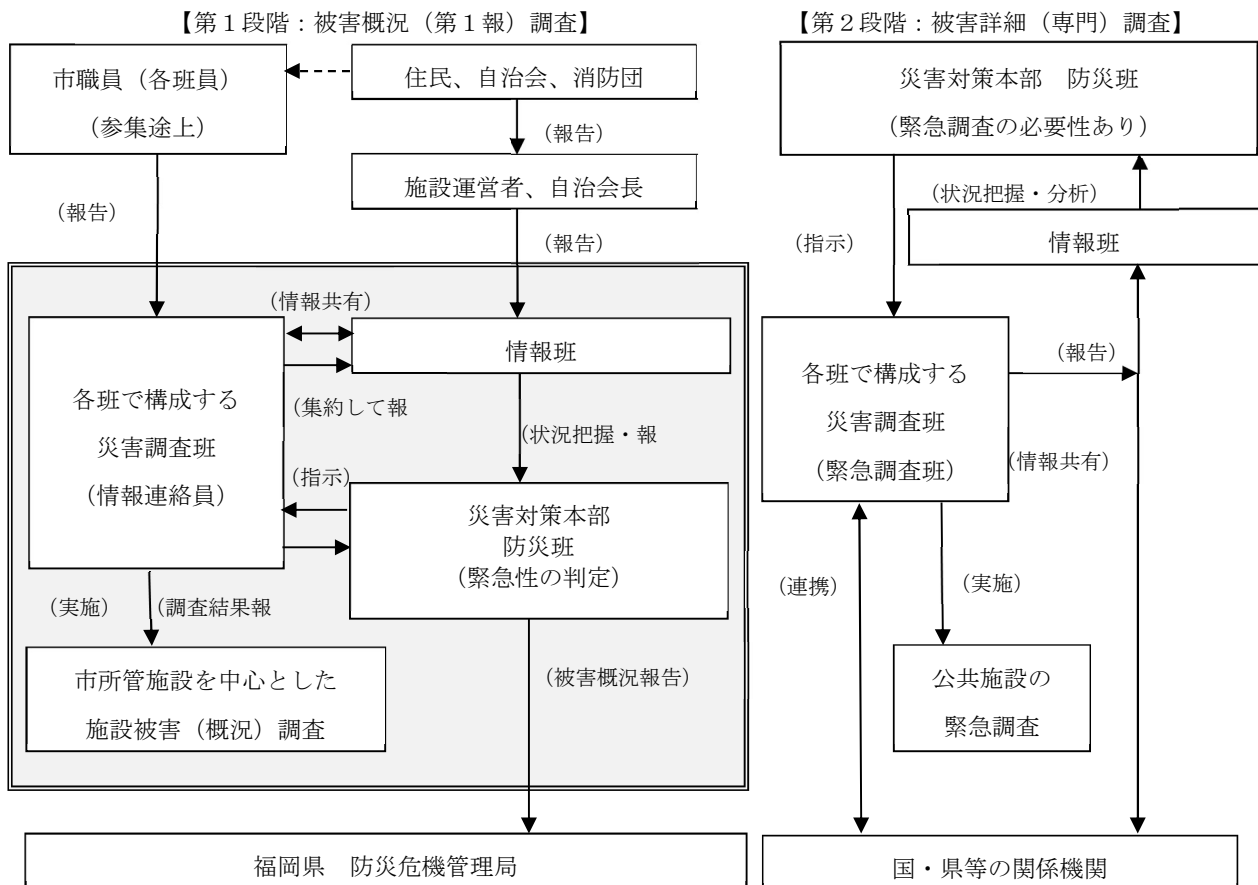 【第１段階：被害概況（第１報）調査】
市職員（各班員）
（参集途上）
住民、自治会、消防団
（報告）
施設運営者、自治会長
（報告）
（報告）
（情報共有）
各班で構成する
災害調査班
（情報連絡員）
情報班
（集約して報
（状況把握・報
（指示）
災害対策本部
防災班
（緊急性の判定）
（実施）
（調査結果報
市所管施設を中心とした
施設被害（概況）調査
（被害概況報告）
福岡県　防災危機管理局
【第２段階：被害詳細（専門）調査】
災害対策本部　防災班
（緊急調査の必要性あり）
（状況把握・分析）
（指示）
情報班
各班で構成する
災害調査班
（緊急調査班）
（報告）
（情報共有）
（連携）
（実施）
公共施設の
緊急調査
国・県等の関係機関